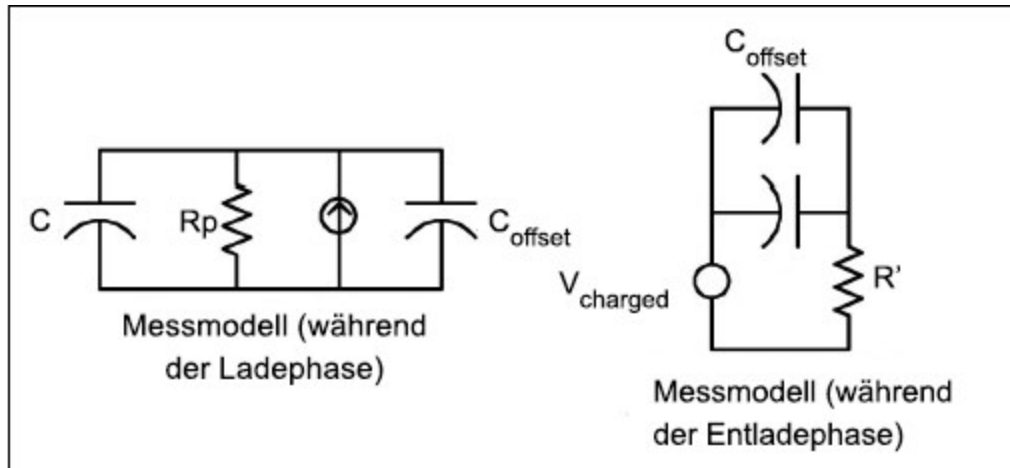 C
Rp
C offset
Messmodell (während
der Ladephase)
C offset
V charged
R’
Messmodell (während
der Entladephase)